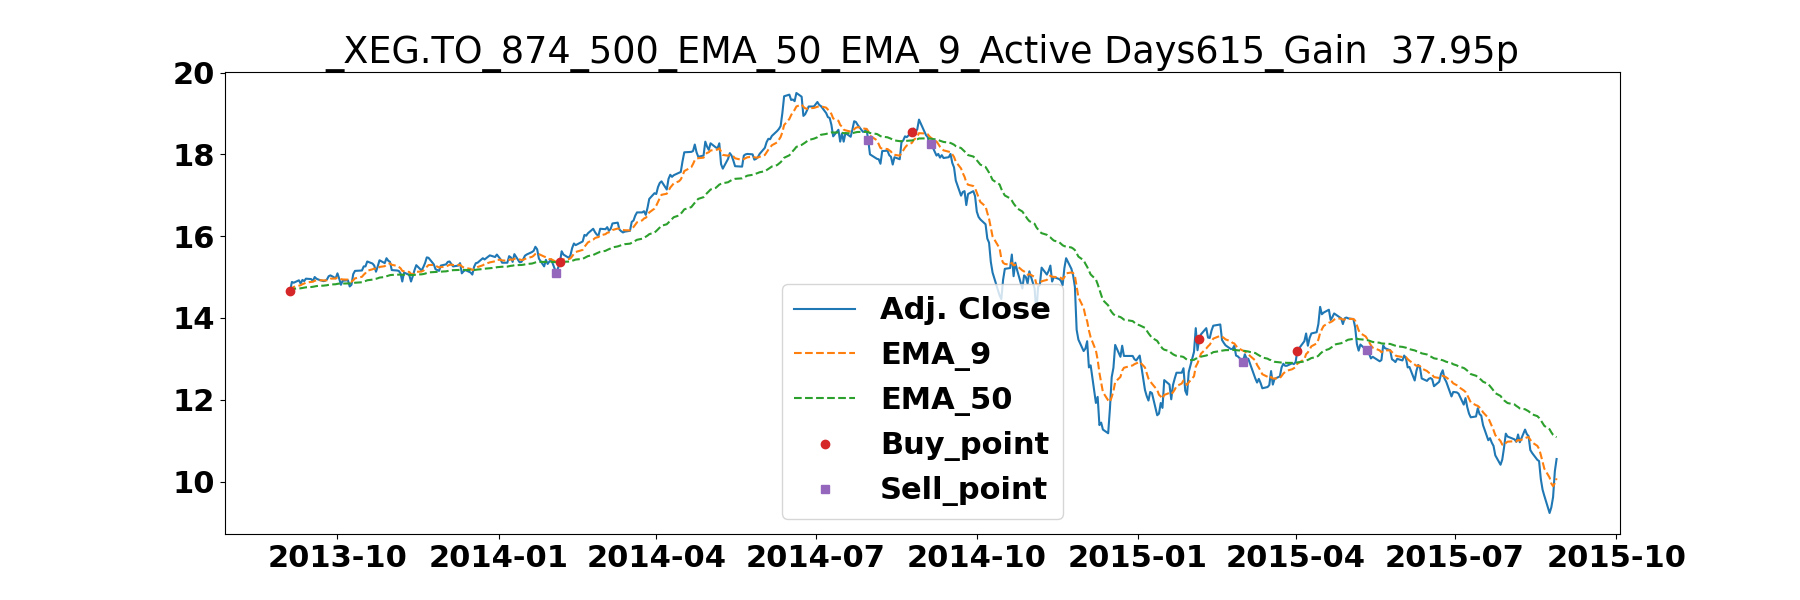 _XEG.TO_874_500_EMA_50_EMA_9_Active Days615_Gain  37.95p
20
18
16
14
12
10
Adj. Close
EMA_9
EMA_50
Buy_point
Sell_point
2013-10 2014-01 2014-04 2014-07 2014-10 2015-01 2015-04 2015-07 2015-10